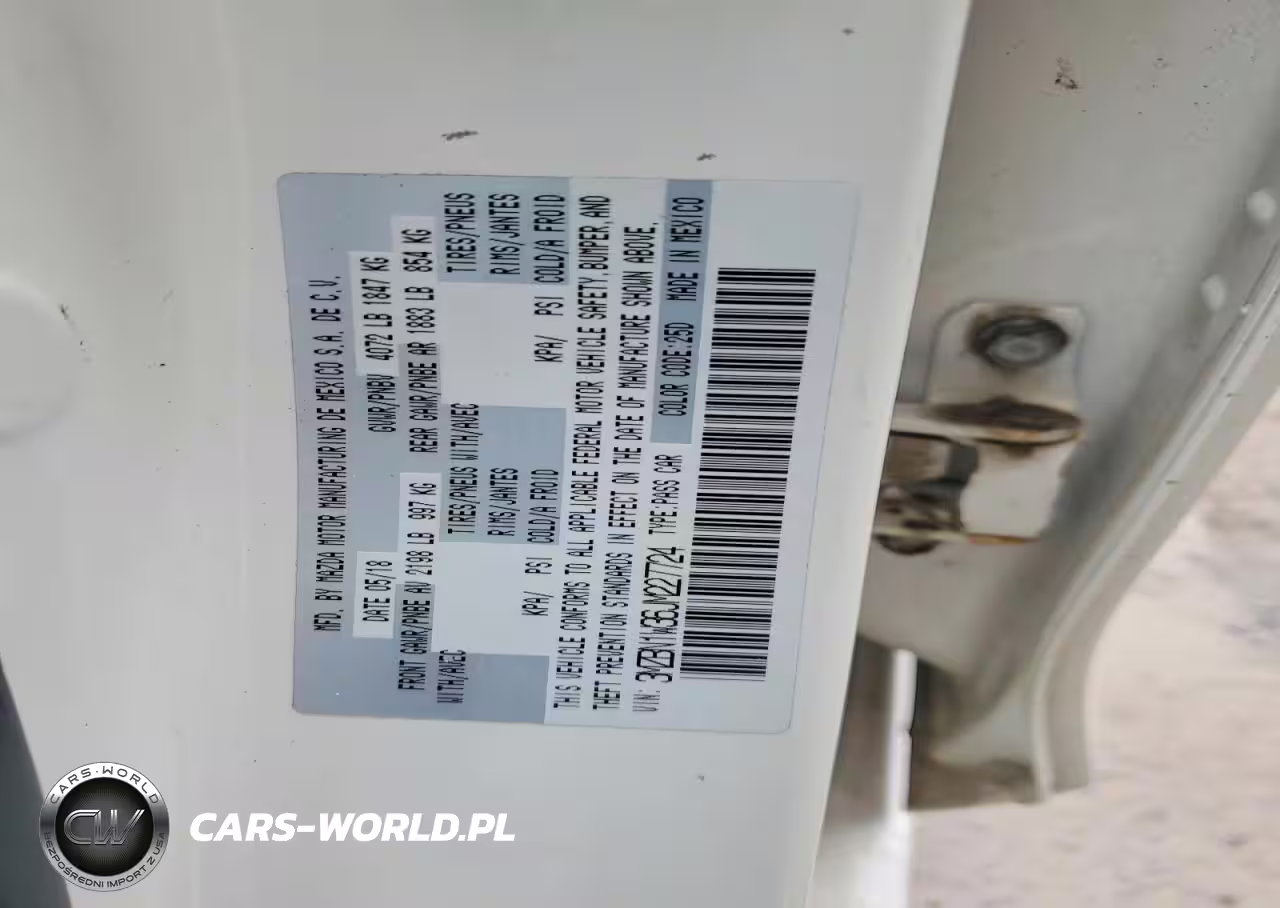 MFD. BY MAZDA MOTOR MANUFACTURING DE MEXICO S.A. DE C.V.
DATE 05/18 GVWR/PNBV 4072 LB 1847 KG
FRONT GAWR/PNBE AV 2198 LB 997 KG REAR GAWR/PNBE AR 1883 LB 854 KG
WITH/AVEC TIRES/PNEUS WITH/AVEC TIRES/PNEUS
RIMS/JANTES RIMS/JANTES
KPA/ PSI COLD/A FROID KPA/ PSI COLD/A FROID
THIS VEHICLE CONFORMS TO ALL APPLICABLE FEDERAL MOTOR VEHICLE SAFETY, BUMPER, AND
THEFT PREVENTION STANDARDS IN EFFECT ON THE DATE OF MANUFACTURE SHOWN ABOVE.
VIN: 3MZBN1W36JM227724 TYPE:PASS CAR COLOR CODE:25D MADE IN MEXICO
CARS-WORLD
CW
BEZPOŚREDNI IMPORT Z USA
CARS-WORLD.PL